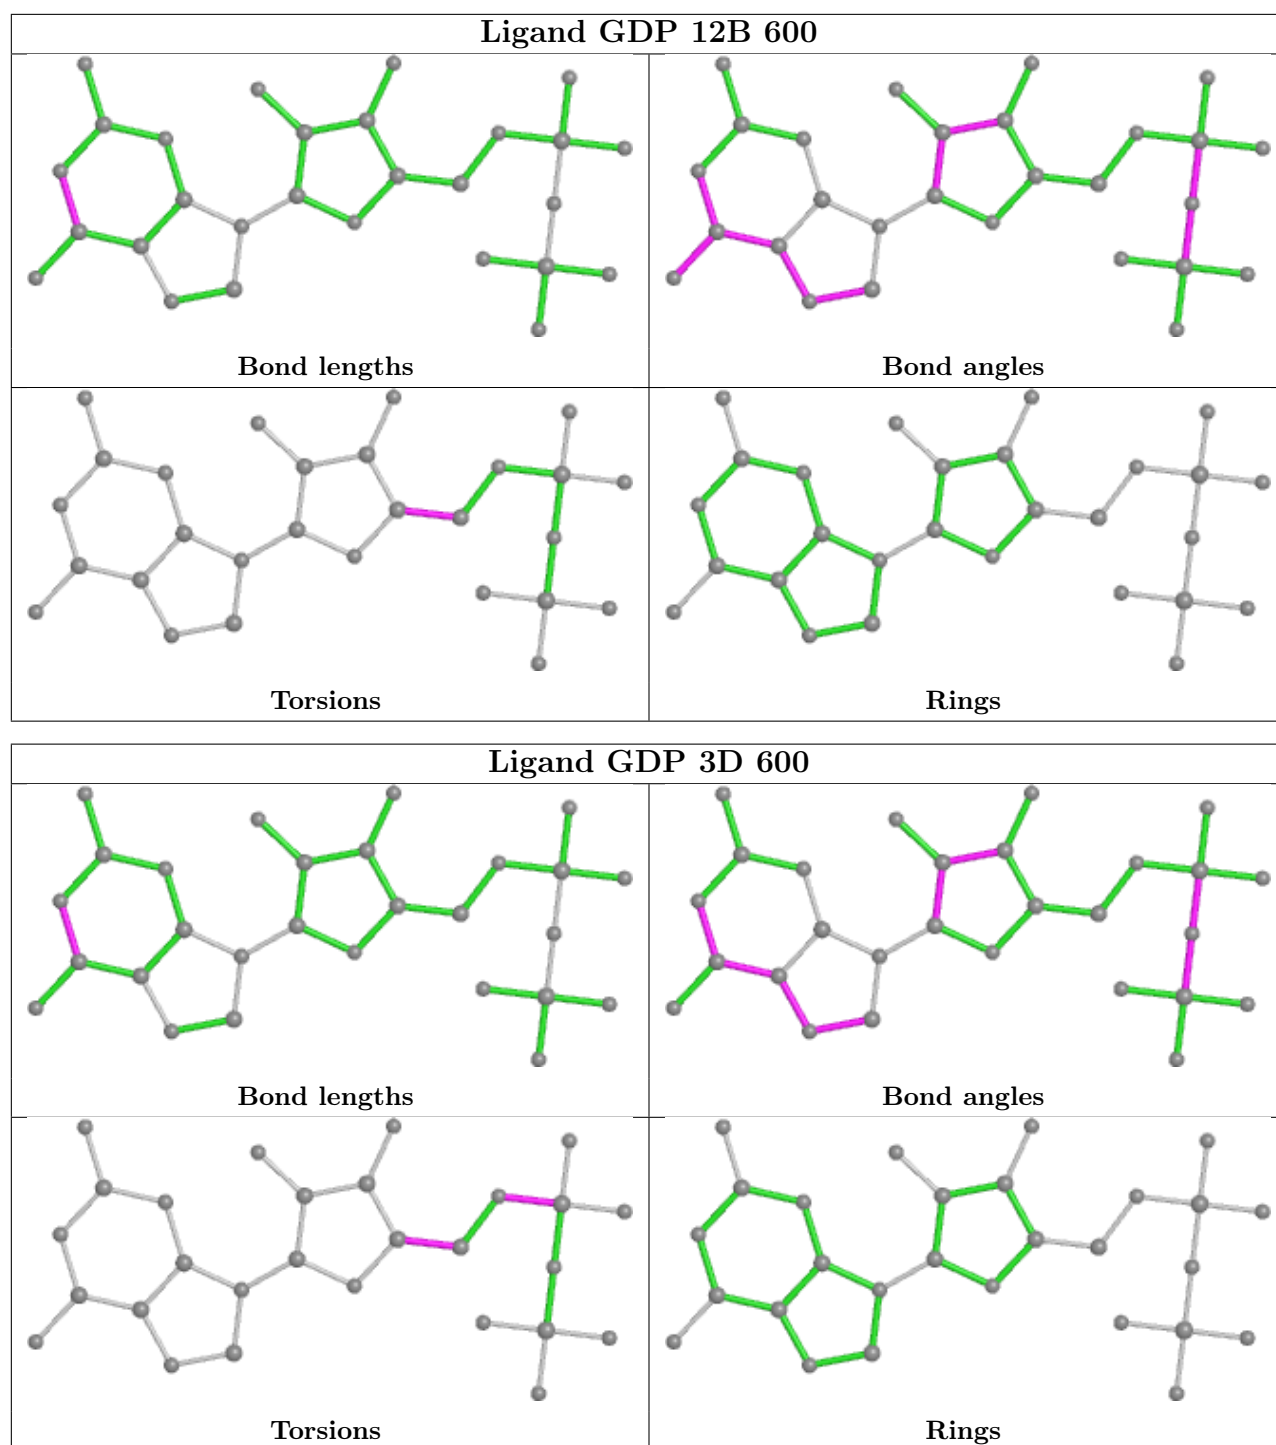 Ligand GDP 12B 600
Bond lengths
Bond angles
Torsions
Rings
Ligand GDP 3D 600
Bond lengths
Bond angles
Torsions
Rings